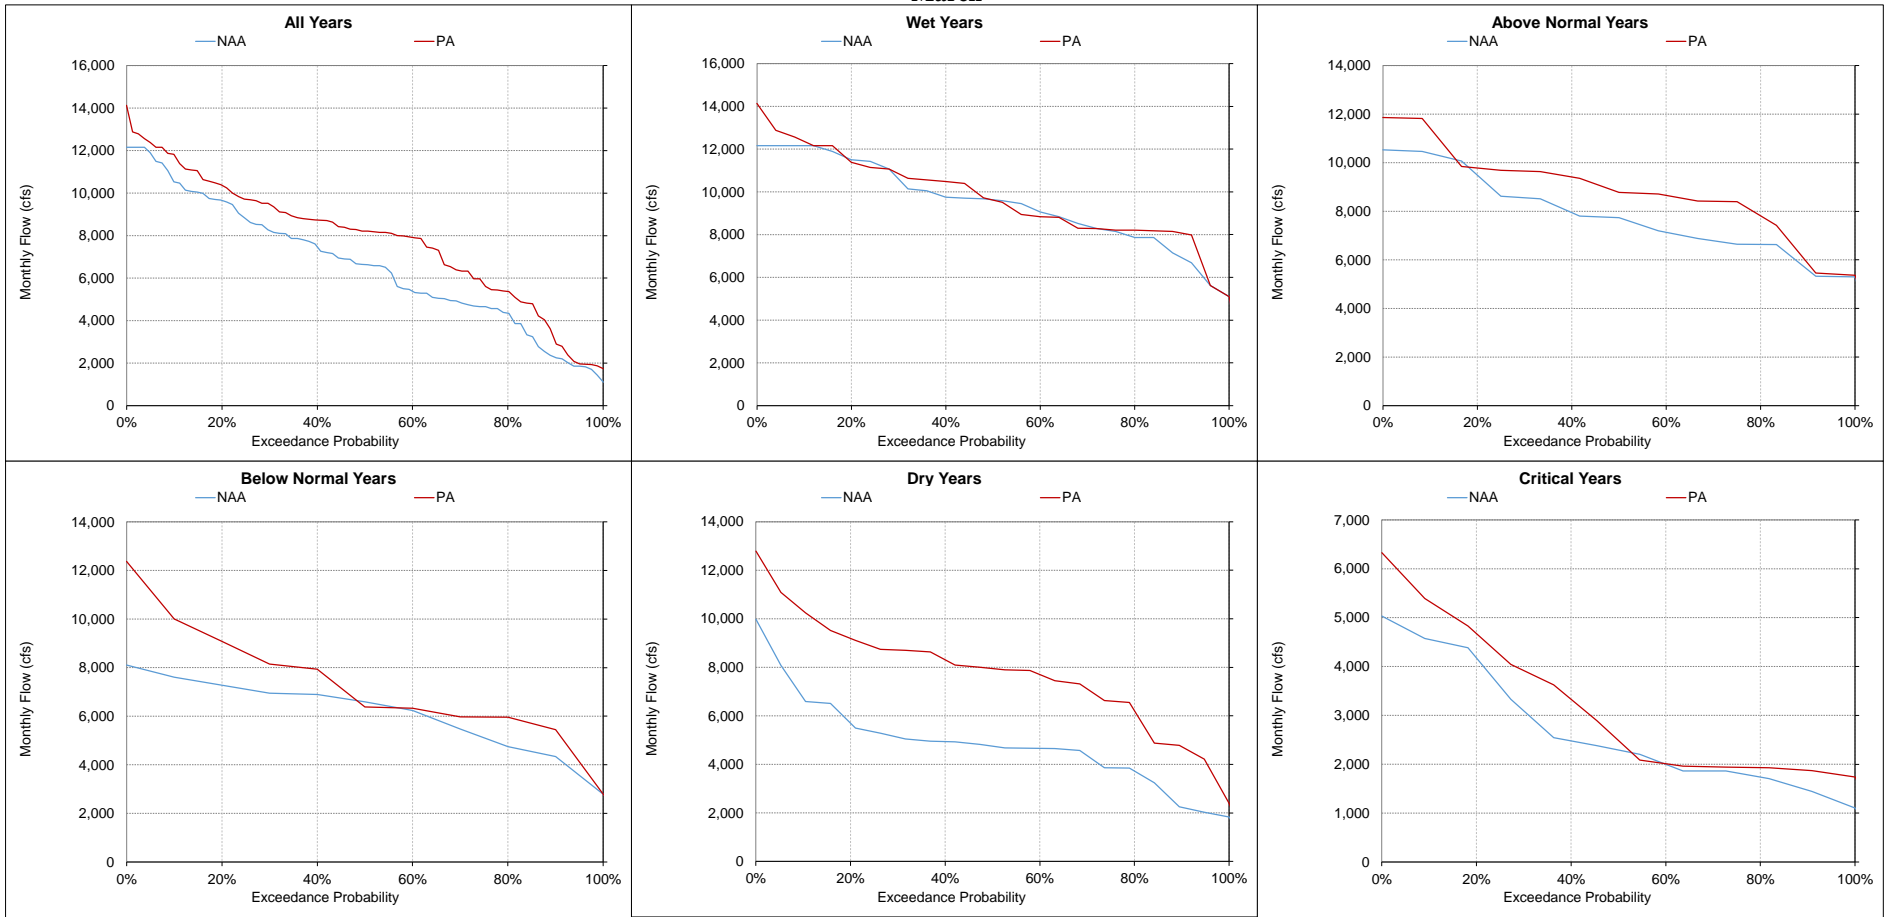 All Years
NAA PA
16,000
14,000
12,000
10,000
8,000
6,000
4,000
2,000
0
Monthly Flow (cfs)
0% 20% 40% 60% 80% 100%
Exceedance Probability
Wet Years
NAA PA
16,000
14,000
12,000
10,000
8,000
6,000
4,000
2,000
0
Monthly Flow (cfs)
0% 20% 40% 60% 80% 100%
Exceedance Probability
Above Normal Years
NAA PA
14,000
12,000
10,000
8,000
6,000
4,000
2,000
0
Monthly Flow (cfs)
0% 20% 40% 60% 80% 100%
Exceedance Probability
Below Normal Years
NAA PA
14,000
12,000
10,000
8,000
6,000
4,000
2,000
0
Monthly Flow (cfs)
0% 20% 40% 60% 80% 100%
Exceedance Probability
Dry Years
NAA PA
14,000
12,000
10,000
8,000
6,000
4,000
2,000
0
Monthly Flow (cfs)
0% 20% 40% 60% 80% 100%
Exceedance Probability
Critical Years
NAA PA
7,000
6,000
5,000
4,000
3,000
2,000
1,000
0
Monthly Flow (cfs)
0% 20% 40% 60% 80% 100%
Exceedance Probability